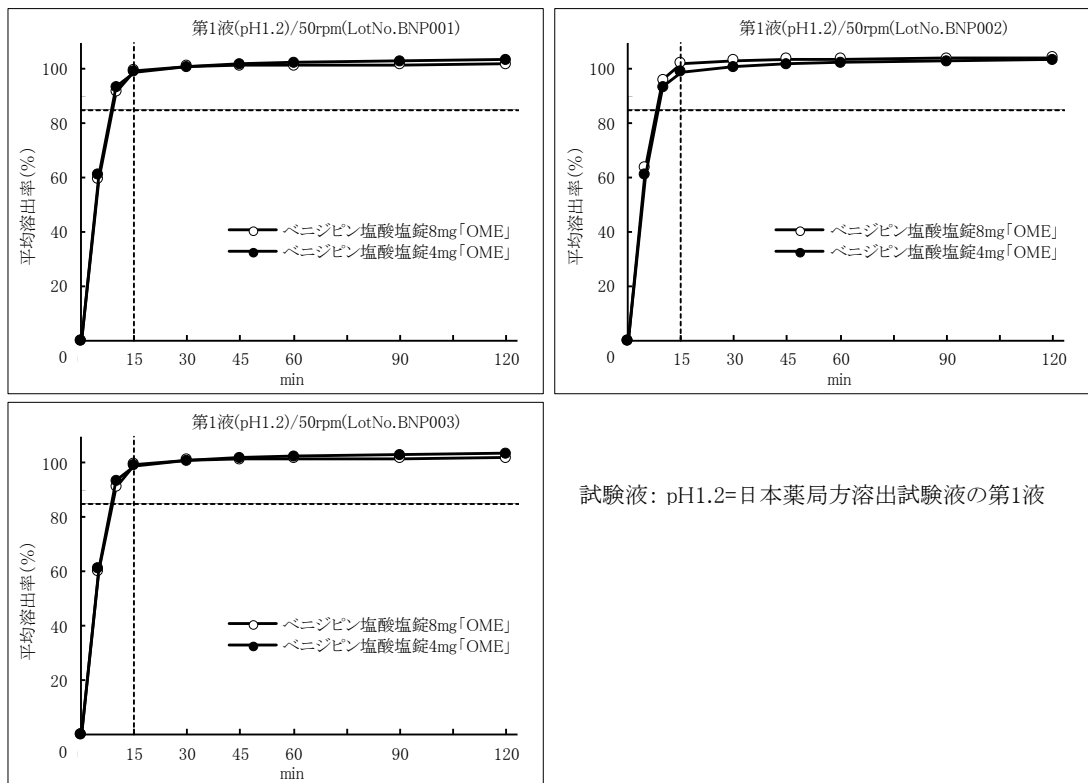 第1液(pH1.2)/50rpm(LotNo.BNP001)
平均溶出率(%)
100
80
60
40
20
0
15
30
45
60
90
120
min
ベニジピン塩酸塩錠8mg「OME」
ベニジピン塩酸塩錠4mg「OME」
第1液(pH1.2)/50rpm(LotNo.BNP002)
平均溶出率(%)
100
80
60
40
20
0
15
30
45
60
90
120
min
ベニジピン塩酸塩錠8mg「OME」
ベニジピン塩酸塩錠4mg「OME」
第1液(pH1.2)/50rpm(LotNo.BNP003)
平均溶出率(%)
100
80
60
40
20
0
15
30
45
60
90
120
min
ベニジピン塩酸塩錠8mg「OME」
ベニジピン塩酸塩錠4mg「OME」
試験液: pH1.2=日本薬局方溶出試験液の第1液